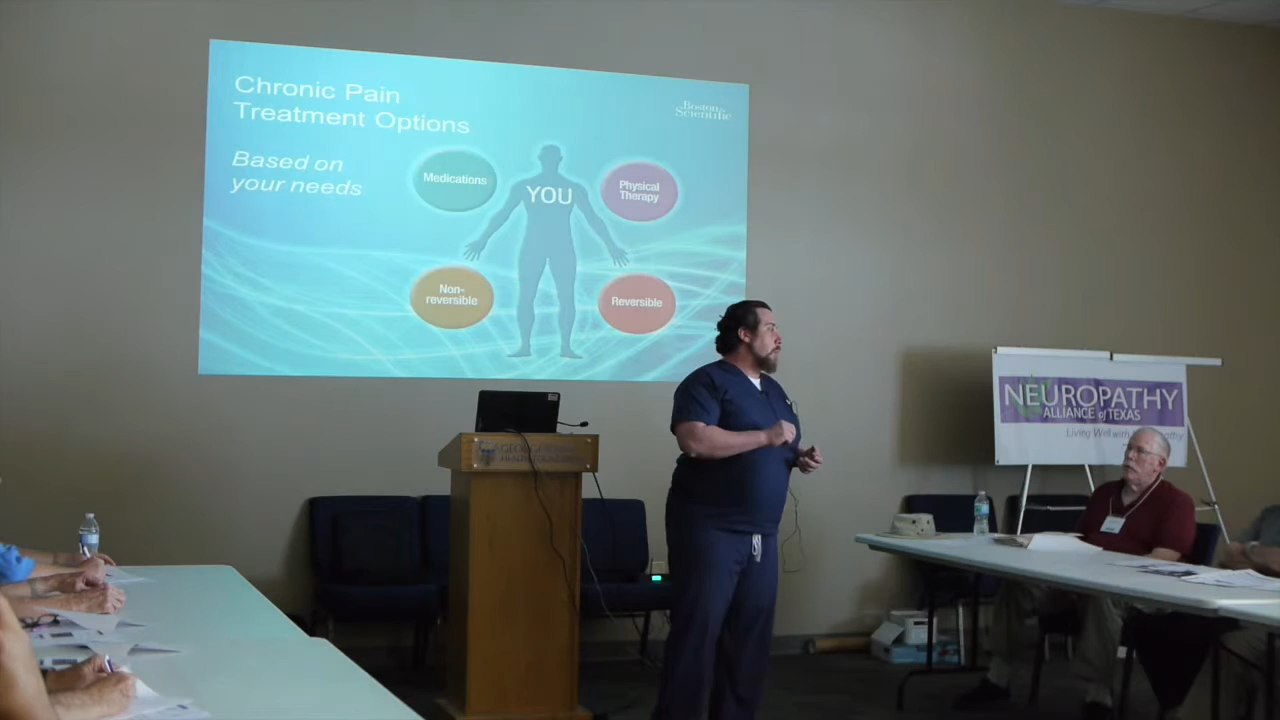 Chronic Pain
Treatment Options
Boston
Scientific
Based on
your needs
Medications
YOU
Physical
Therapy
Non-
reversible
Reversible
NEUROPATHY
ALLIANCE of TEXAS
Living Well with